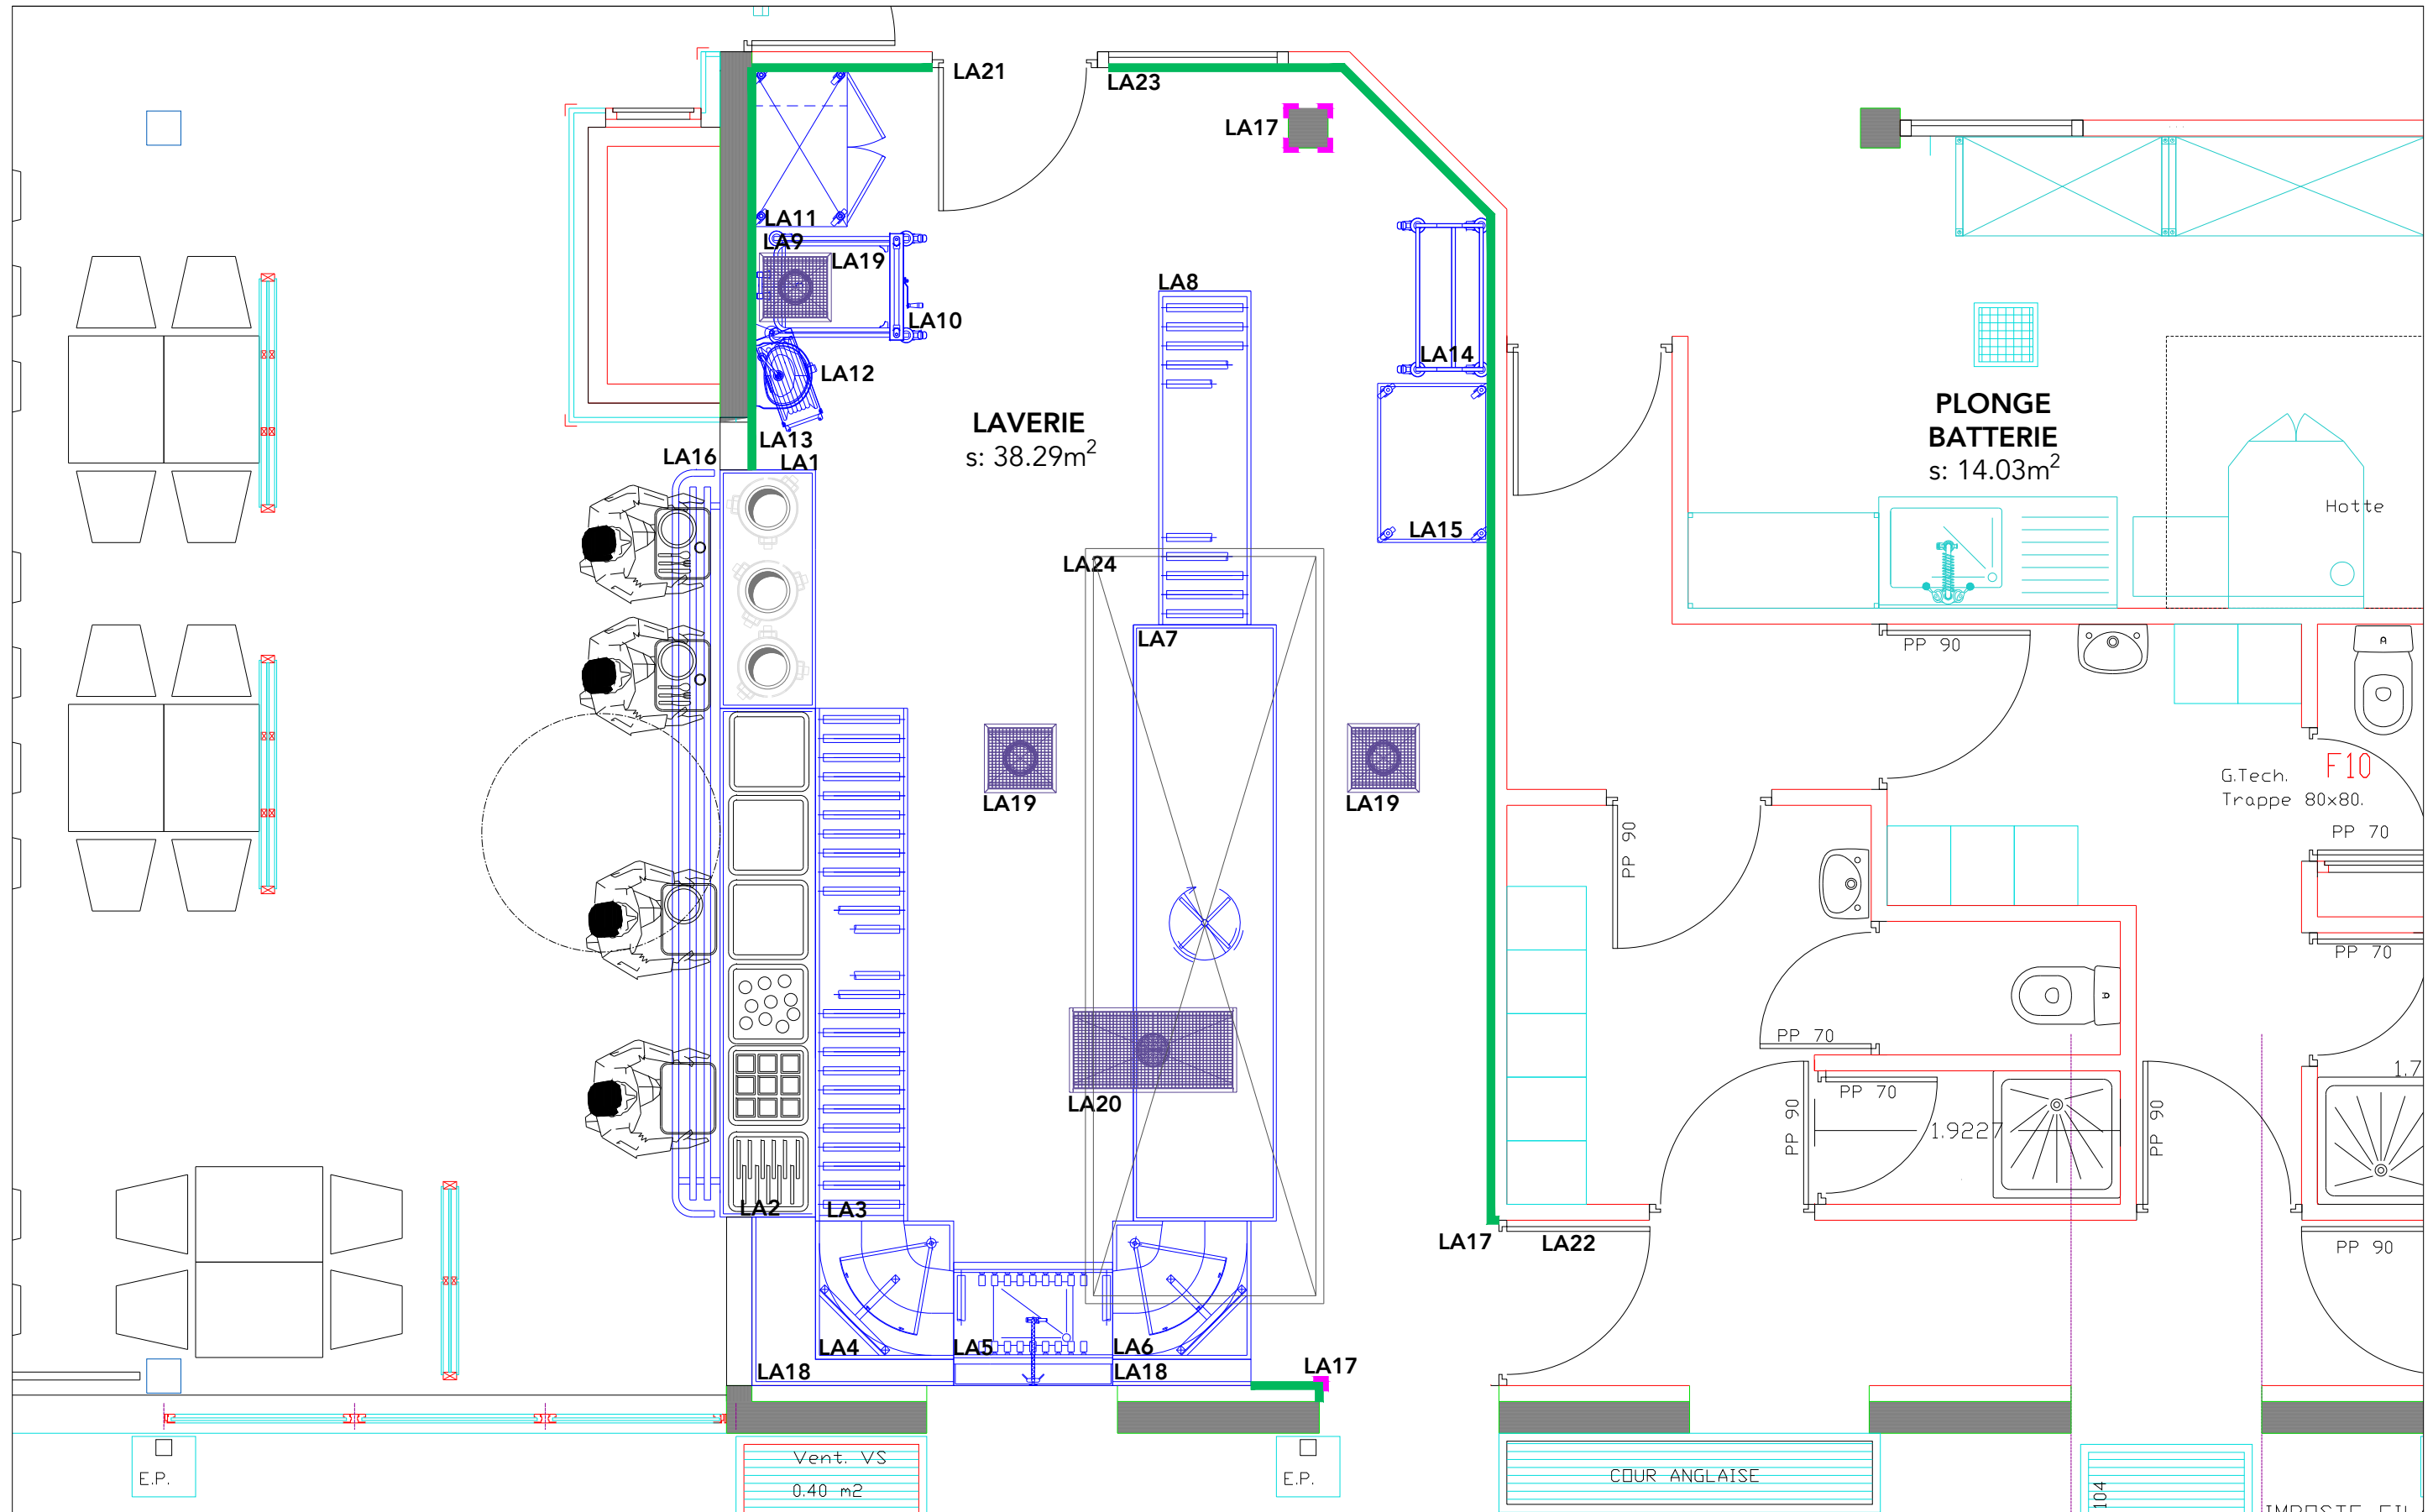 LA21
LA23
LA17
LA11
LA9
LA19
LA10
LA8
LA14
LA12
LAVERIE
s: 38.29m²
PLONGE
BATTERIE
s: 14.03m²
LA13
LA16
LA1
Hotte
LA15
LA24
LA7
PP 90
A
LA19
LA19
F10
G.Tech.
Trappe 80x80.
PP 90
PP 70
PP 70
A
PP 70
LA20
PP 70
1.7
PP 90
1.9227
PP 90
LA2
LA3
LA17
LA22
PP 90
LA4
LA5
LA6
LA18
LA18
LA17
Vent. VS
0.40 m2
E.P.
E.P.
COUR ANGLAISE
104